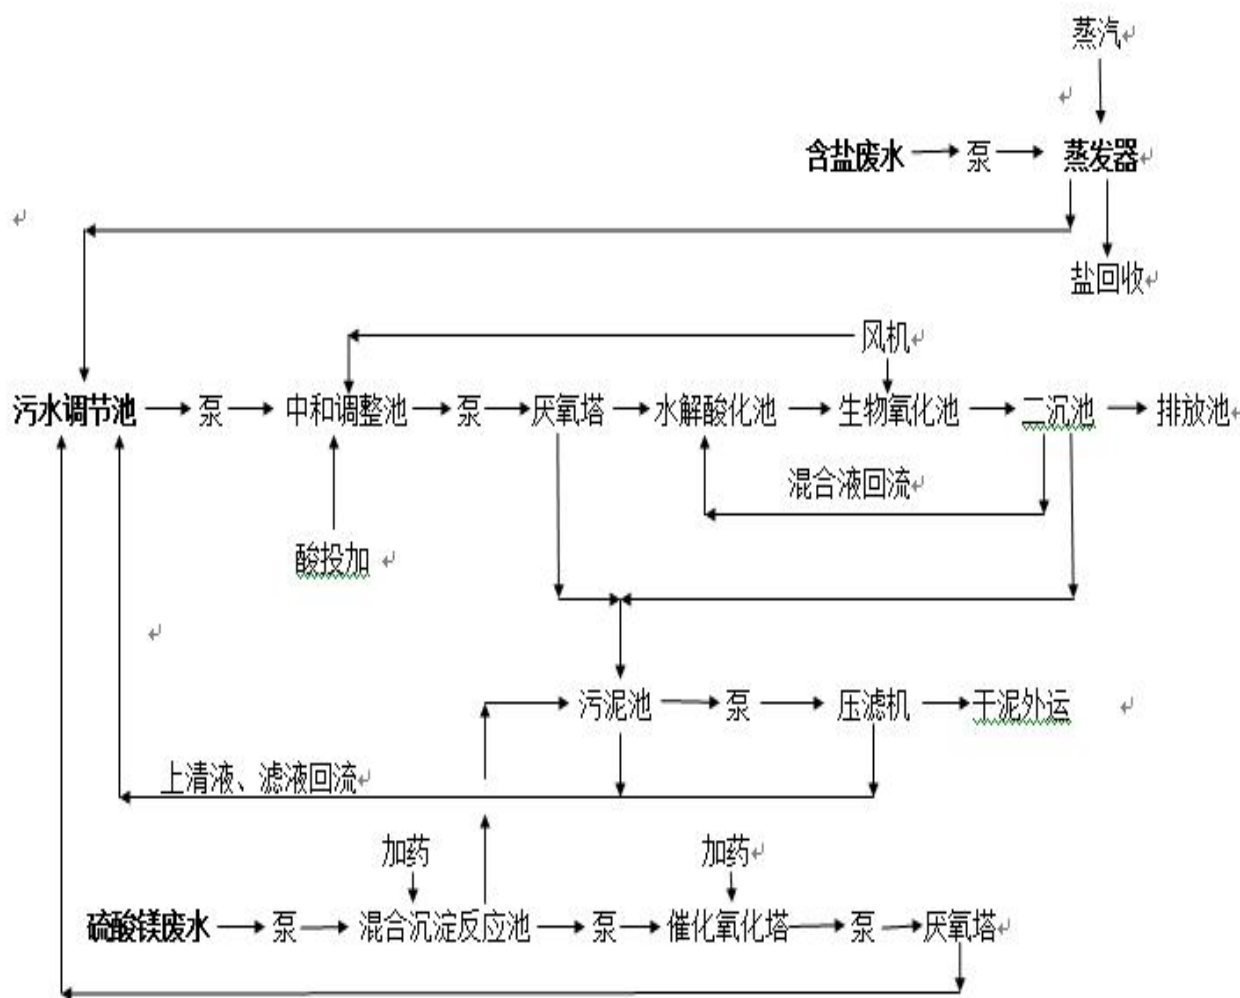 蒸汽
含盐废水 泵 蒸发器
盐回收
风机
污水调节池 泵 中和调整池 泵 厌氧塔 水解酸化池 生物氧化池 二沉池 排放池
混合液回流
酸投加
污泥池 泵 压滤机 干泥外运
上清液、滤液回流
加药 加药
硫酸镁废水 泵 混合沉淀反应池 泵 催化氧化塔 泵 厌氧塔